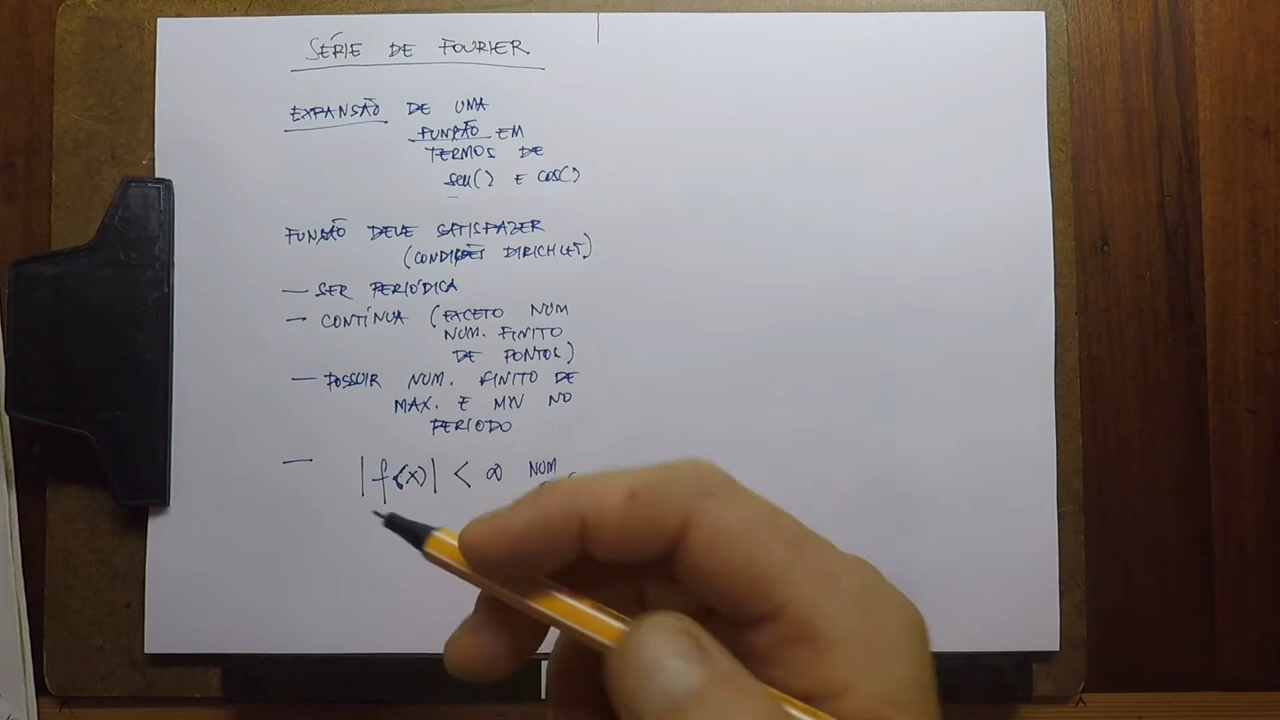 SÉRIE DE FOURIER
EXPANSÃO DE UMA
FUNÇÃO EM
TERMOS DE
sen() E cos()
FUNÇÃO DEVE SATISFAZER
(CONDIÇÕES DIRICHLET)
— SER PERIÓDICA
— CONTÍNUA (EXCETO NUM
NUM. FINITO
DE PONTOS)
— POSSUIR NUM. FINITO DE
MAX. E MIN NO
PERÍODO
— |f(x)| < ∞ NUM